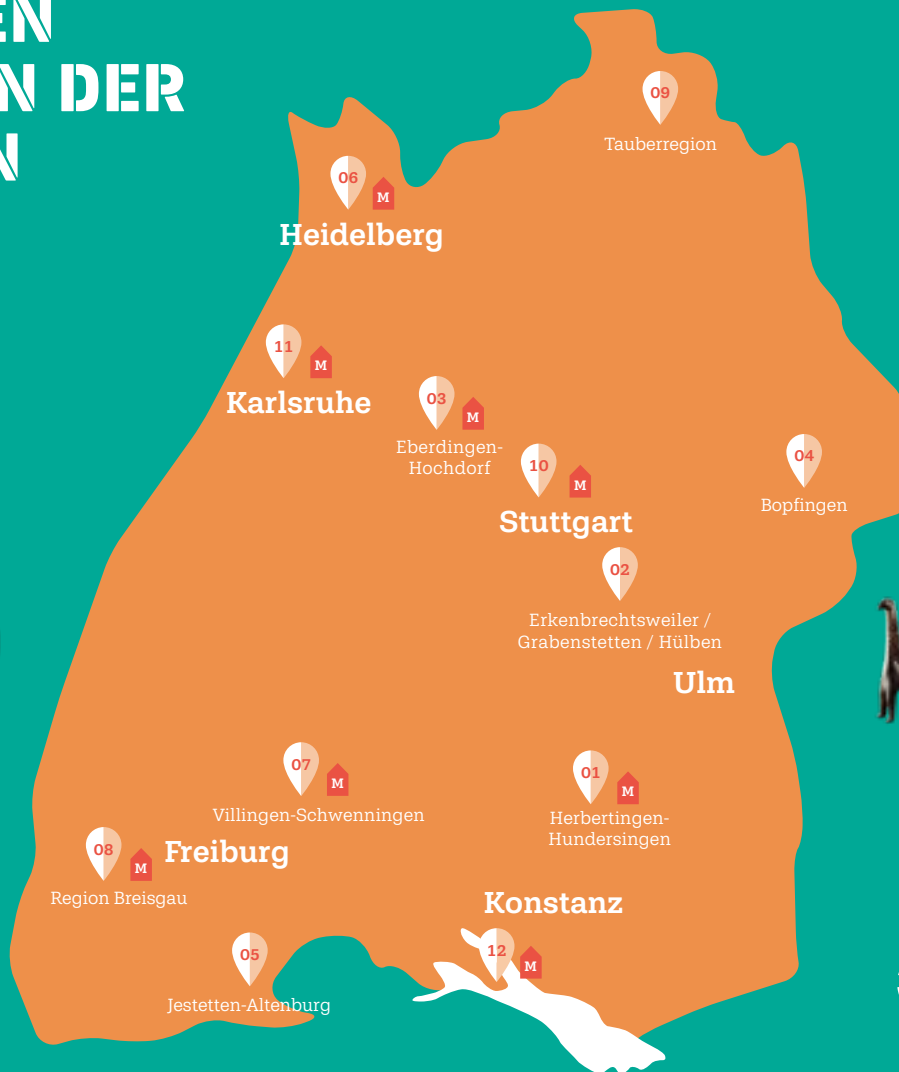 EN
N DER
N
09
Tauberregion
06
M
Heidelberg
11
M
Karlsruhe
03
M
Eberdingen-
Hochdorf
10
M
Stuttgart
04
Bopfingen
02
Erkenbrechtsweiler /
Grabenstetten / Hülben
Ulm
07
M
Villingen-Schwenningen
01
M
Herbertingen-
Hundersingen
08
M
Freiburg
Region Breisgau
Konstanz
12
M
05
Jestetten-Altenburg